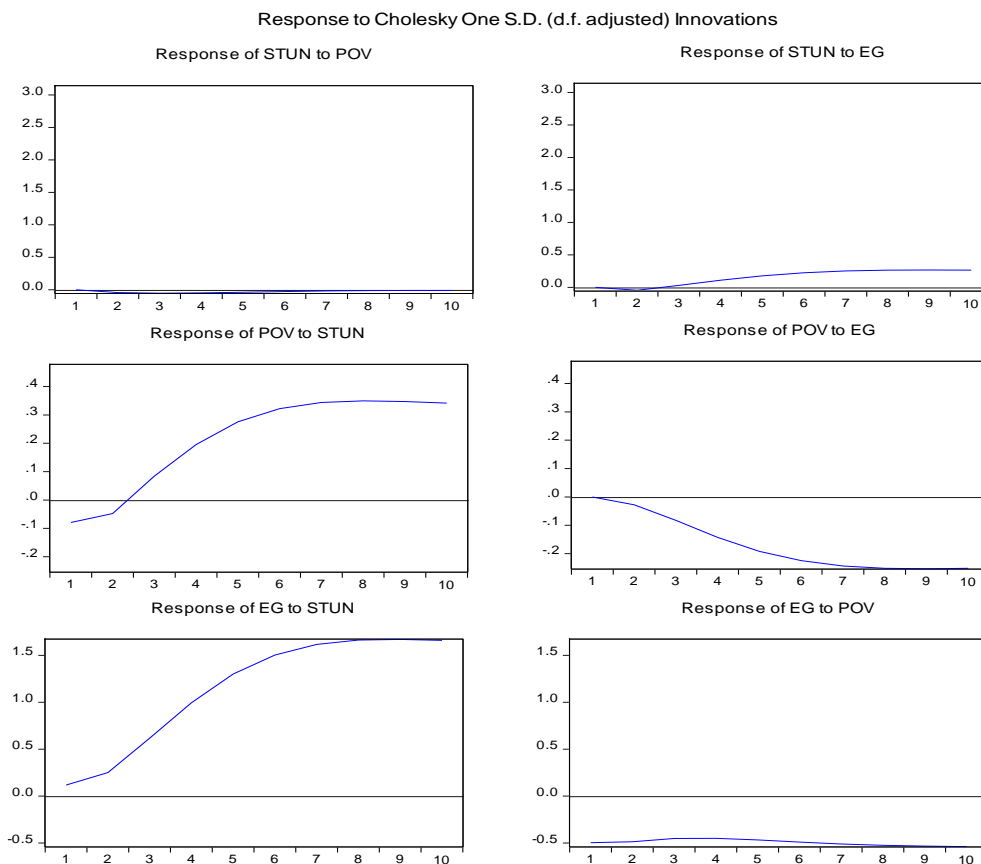 Response to Cholesky One S.D. (d.f. adjusted) Innovations
Response of STUN to POV
3.0
2.5
2.0
1.5
1.0
0.5
0.0
1 2 3 4 5 6 7 8 9 10
Response of STUN to EG
3.0
2.5
2.0
1.5
1.0
0.5
0.0
1 2 3 4 5 6 7 8 9 10
Response of POV to STUN
.4
.3
.2
.1
.0
-.1
-.2
1 2 3 4 5 6 7 8 9 10
Response of POV to EG
.4
.3
.2
.1
.0
-.1
-.2
1 2 3 4 5 6 7 8 9 10
Response of EG to STUN
1.5
1.0
0.5
0.0
-0.5
1 2 3 4 5 6 7 8 9 10
Response of EG to POV
1.5
1.0
0.5
0.0
-0.5
1 2 3 4 5 6 7 8 9 10